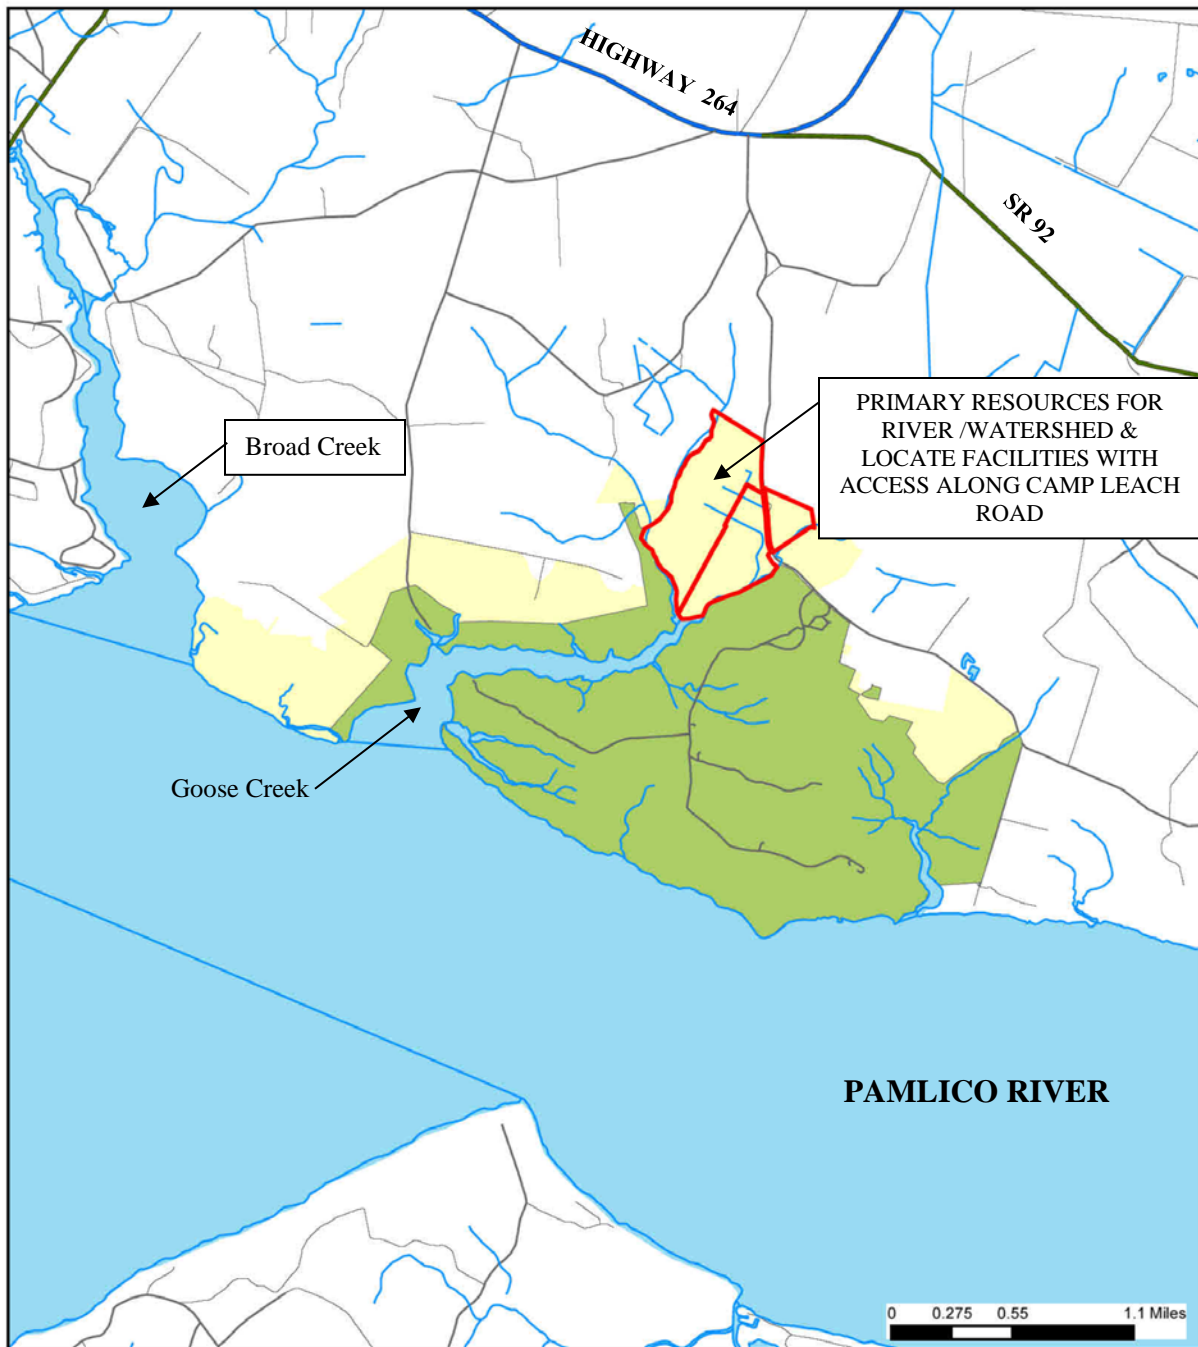 HIGHWAY 264
SR 92
PRIMARY RESOURCES FOR
RIVER /WATERSHED &
LOCATE FACILITIES WITH
ACCESS ALONG CAMP LEACH
ROAD
Broad Creek
Goose Creek
PAMLICO RIVER
0 0.275 0.55 1.1 Miles